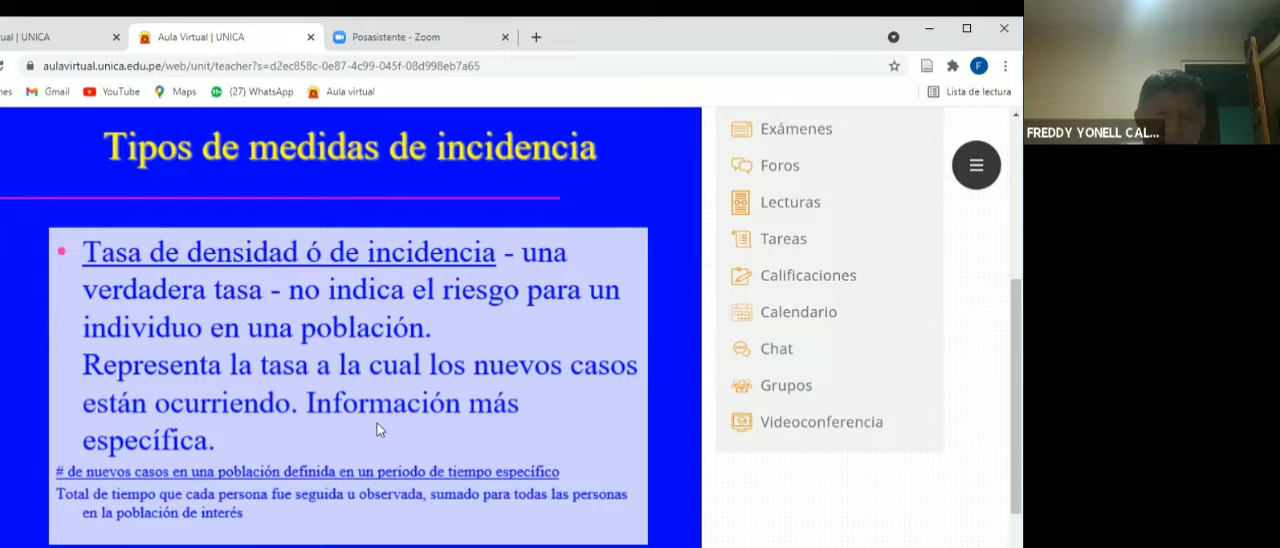 ual | UNICA
Aula Virtual | UNICA
Posasistente - Zoom
aulavirtual.unica.edu.pe/web/unit/teacher?s=d2ec858c-0e87-4c99-045f-08d998eb7a65
F
nes
Gmail
YouTube
Maps
(27) WhatsApp
Aula virtual
Lista de lectura
Tipos de medidas de incidencia
• Tasa de densidad ó de incidencia - una
verdadera tasa - no indica el riesgo para un
individuo en una población.
Representa la tasa a la cual los nuevos casos
están ocurriendo. Información más
específica.
# de nuevos casos en una población definida en un periodo de tiempo específico
Total de tiempo que cada persona fue seguida u observada, sumado para todas las personas
en la población de interés
Exámenes
Foros
Lecturas
Tareas
Calificaciones
Calendario
Chat
Grupos
Videoconferencia
FREDDY YONELL CAL...